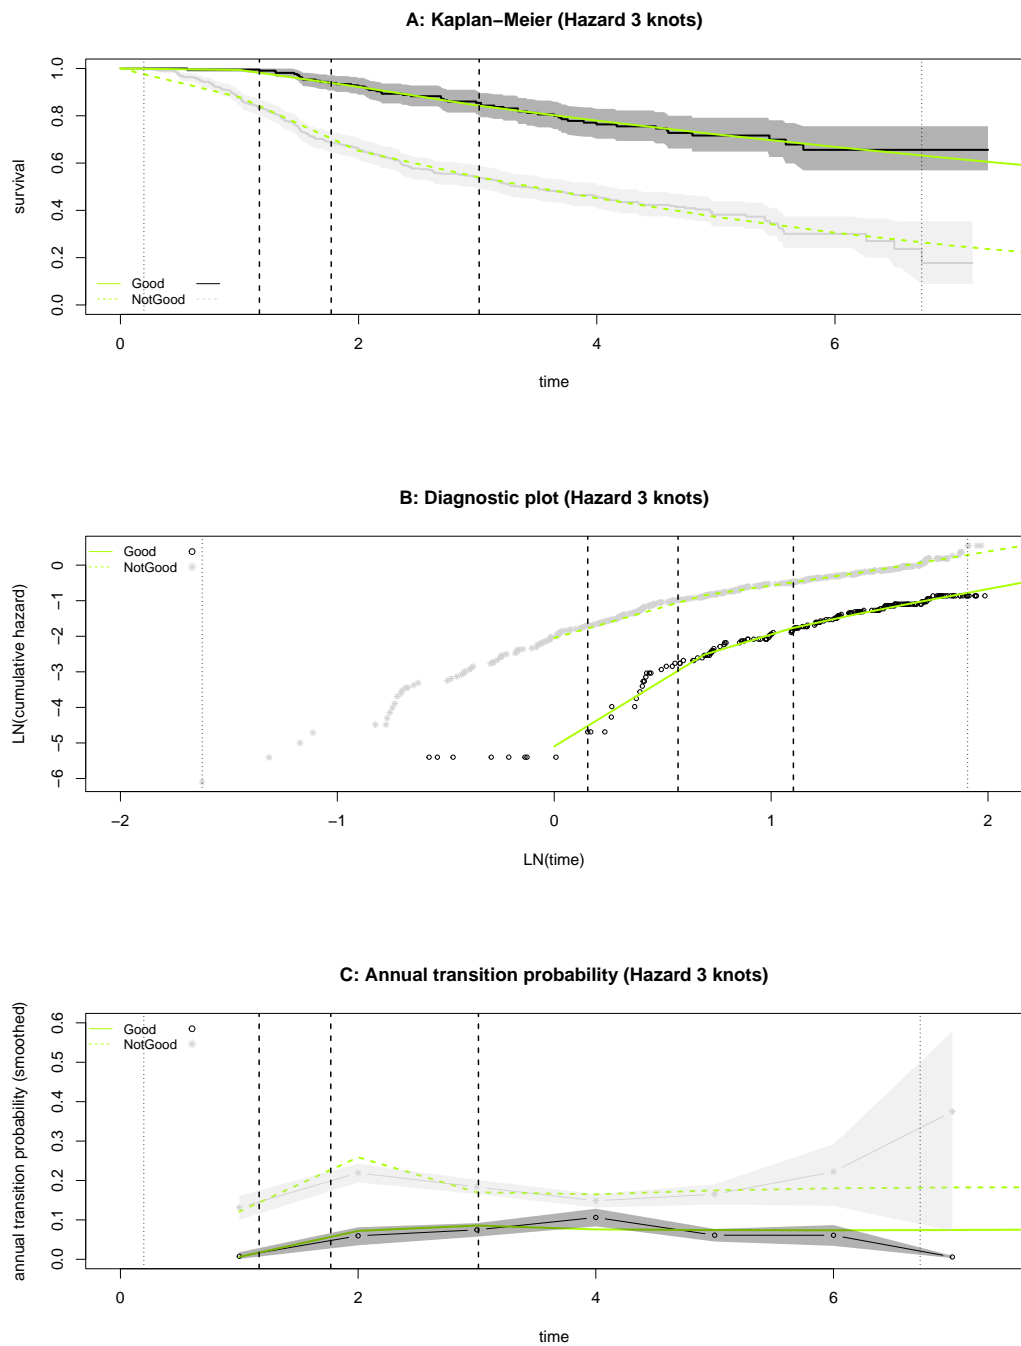 A: Kaplan−Meier (Hazard 3 knots)
survival
1.0
0.8
0.6
0.4
0.2
0.0
Good
NotGood
0 2 4 6
time
B: Diagnostic plot (Hazard 3 knots)
LN(cumulative hazard)
0
−1
−2
−3
−4
−5
−6
Good
NotGood
−2 −1 0 1 2
LN(time)
C: Annual transition probability (Hazard 3 knots)
annual transition probability (smoothed)
0.6
0.5
0.4
0.3
0.2
0.1
0.0
Good
NotGood
0 2 4 6
time